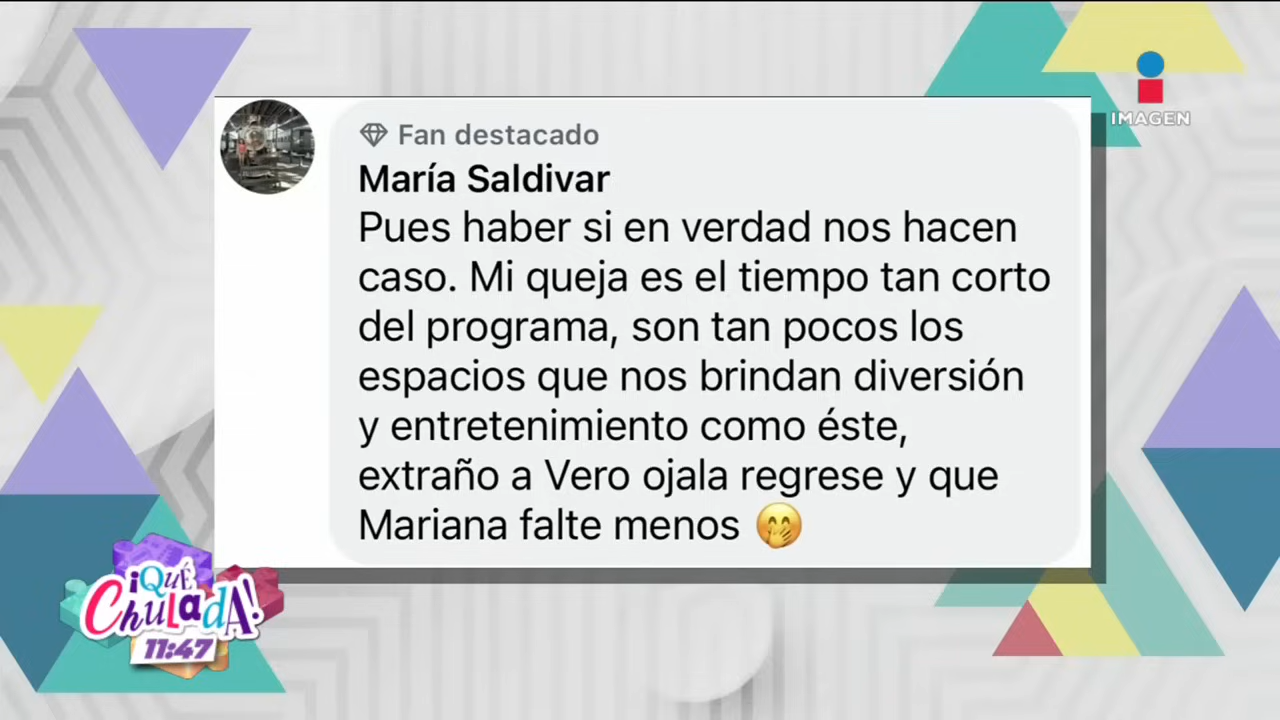 IMAGEN
Fan destacado
María Saldivar
Pues haber si en verdad nos hacen
caso. Mi queja es el tiempo tan corto
del programa, son tan pocos los
espacios que nos brindan diversión
y entretenimiento como éste,
extraño a Vero ojala regrese y que
Mariana falte menos 🤭
¡QUÉ
ChuLadA!
11:47